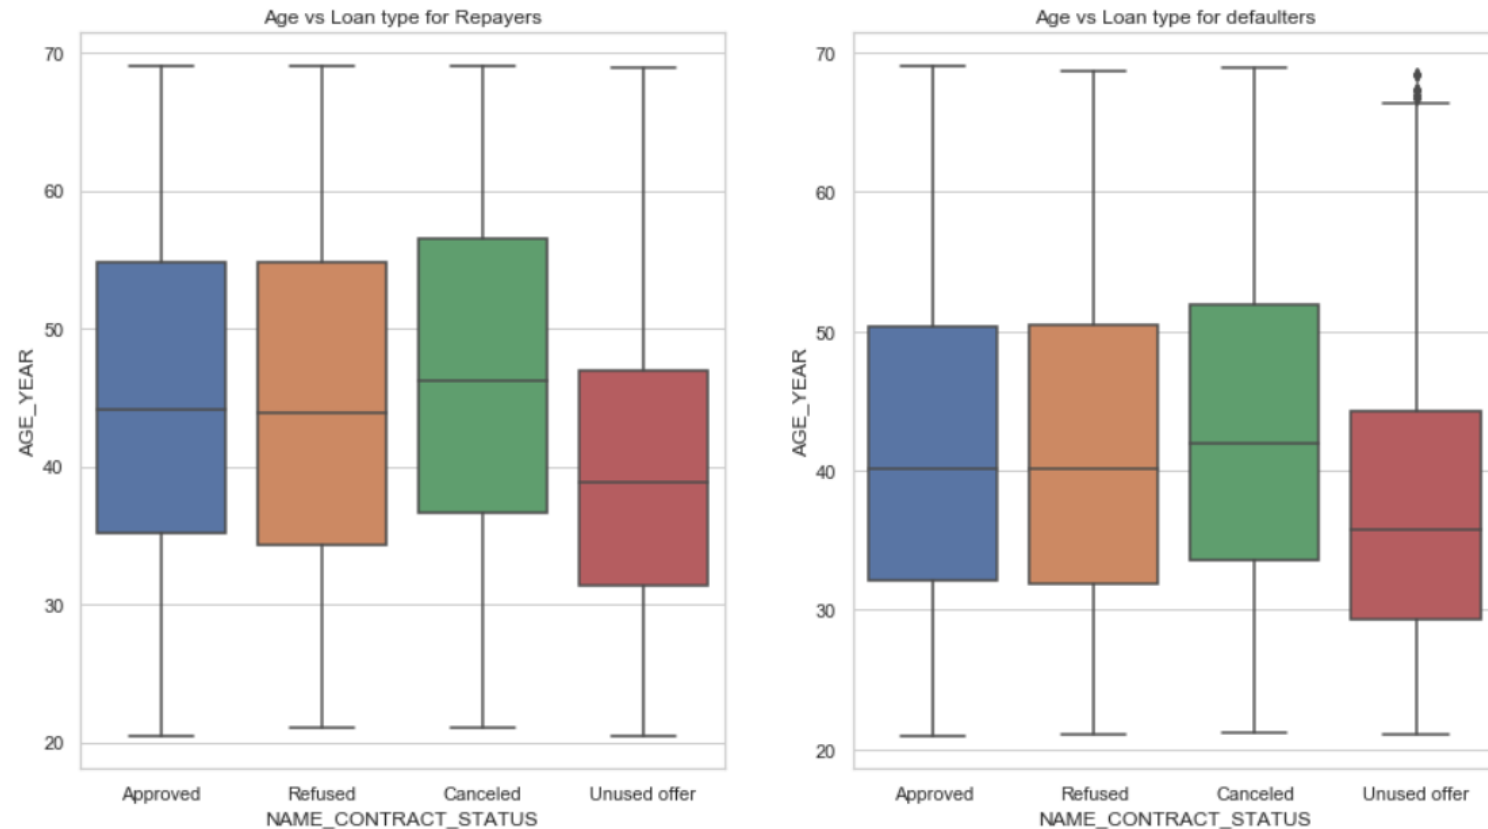 Age vs Loan type for Repayers
70
60
50
40
30
20
AGE_YEAR
Approved
Refused
Canceled
Unused offer
NAME_CONTRACT_STATUS
Age vs Loan type for defaulters
70
60
50
40
30
20
AGE_YEAR
Approved
Refused
Canceled
Unused offer
NAME_CONTRACT_STATUS